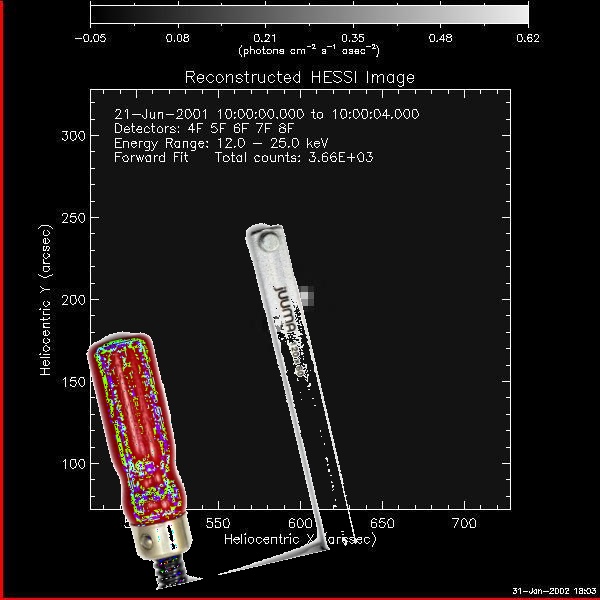 -0.05 0.08 0.21 0.35 0.48 0.62
(photons cm⁻² s⁻¹ asec⁻²)
Reconstructed HESSI Image
21-Jun-2001 10:00:00.000 to 10:00:04.000
Detectors: 4F 5F 6F 7F 8F
Energy Range: 12.0 - 25.0 keV
Forward Fit Total counts: 3.66E+03
300
250
200
150
100
Heliocentric Y (arcsec)
550 600 650 700
Heliocentric X (arcsec)
31-Jan-2002 18:03